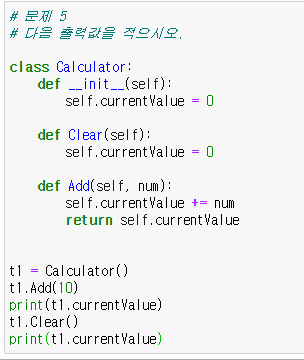 # 문제 5
# 다음 출력값을 적으시오.
class Calculator:
def __init__(self):
self.currentValue = 0
def Clear(self):
self.currentValue = 0
def Add(self, num):
self.currentValue += num
return self.currentValue
t1 = Calculator()
t1.Add(10)
print(t1.currentValue)
t1.Clear()
print(t1.currentValue)